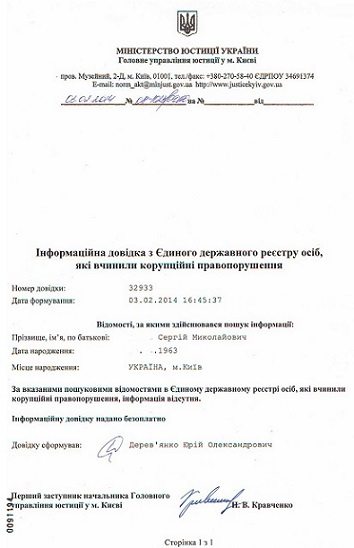 МІНІСТЕРСТВО ЮСТИЦІЇ УКРАЇНИ
Головне управління юстиції у м. Києві
пров. Музейний, 2-Д, м. Київ, 01001, тел./факс: +380-270-58-40 ЄДРПОУ 34691374
E-mail: norm_akt@minjust.gov.ua http://www.justicekyiv.gov.ua
06.02.2014 № на № від
Інформаційна довідка з Єдиного державного реєстру осіб,
які вчинили корупційні правопорушення
Номер довідки: 32933
Дата формування: 03.02.2014 16:45:37
Відомості, за якими здійснювався пошук інформації:
Прізвище, ім'я, по батькові: Сергій Миколайович
Дата народження: . .1963
Місце народження: УКРАЇНА, м.Київ
За вказаними пошуковими відомостями в Єдиному державному реєстрі осіб, які вчинили
корупційні правопорушення, інформація відсутня.
Інформаційну довідку надано безоплатно
Довідку сформував: Дерев'янко Юрій Олександрович
Перший заступник начальника Головного
управління юстиції у м. Києві Н. В. Кравченко
Сторінка 1 з 1